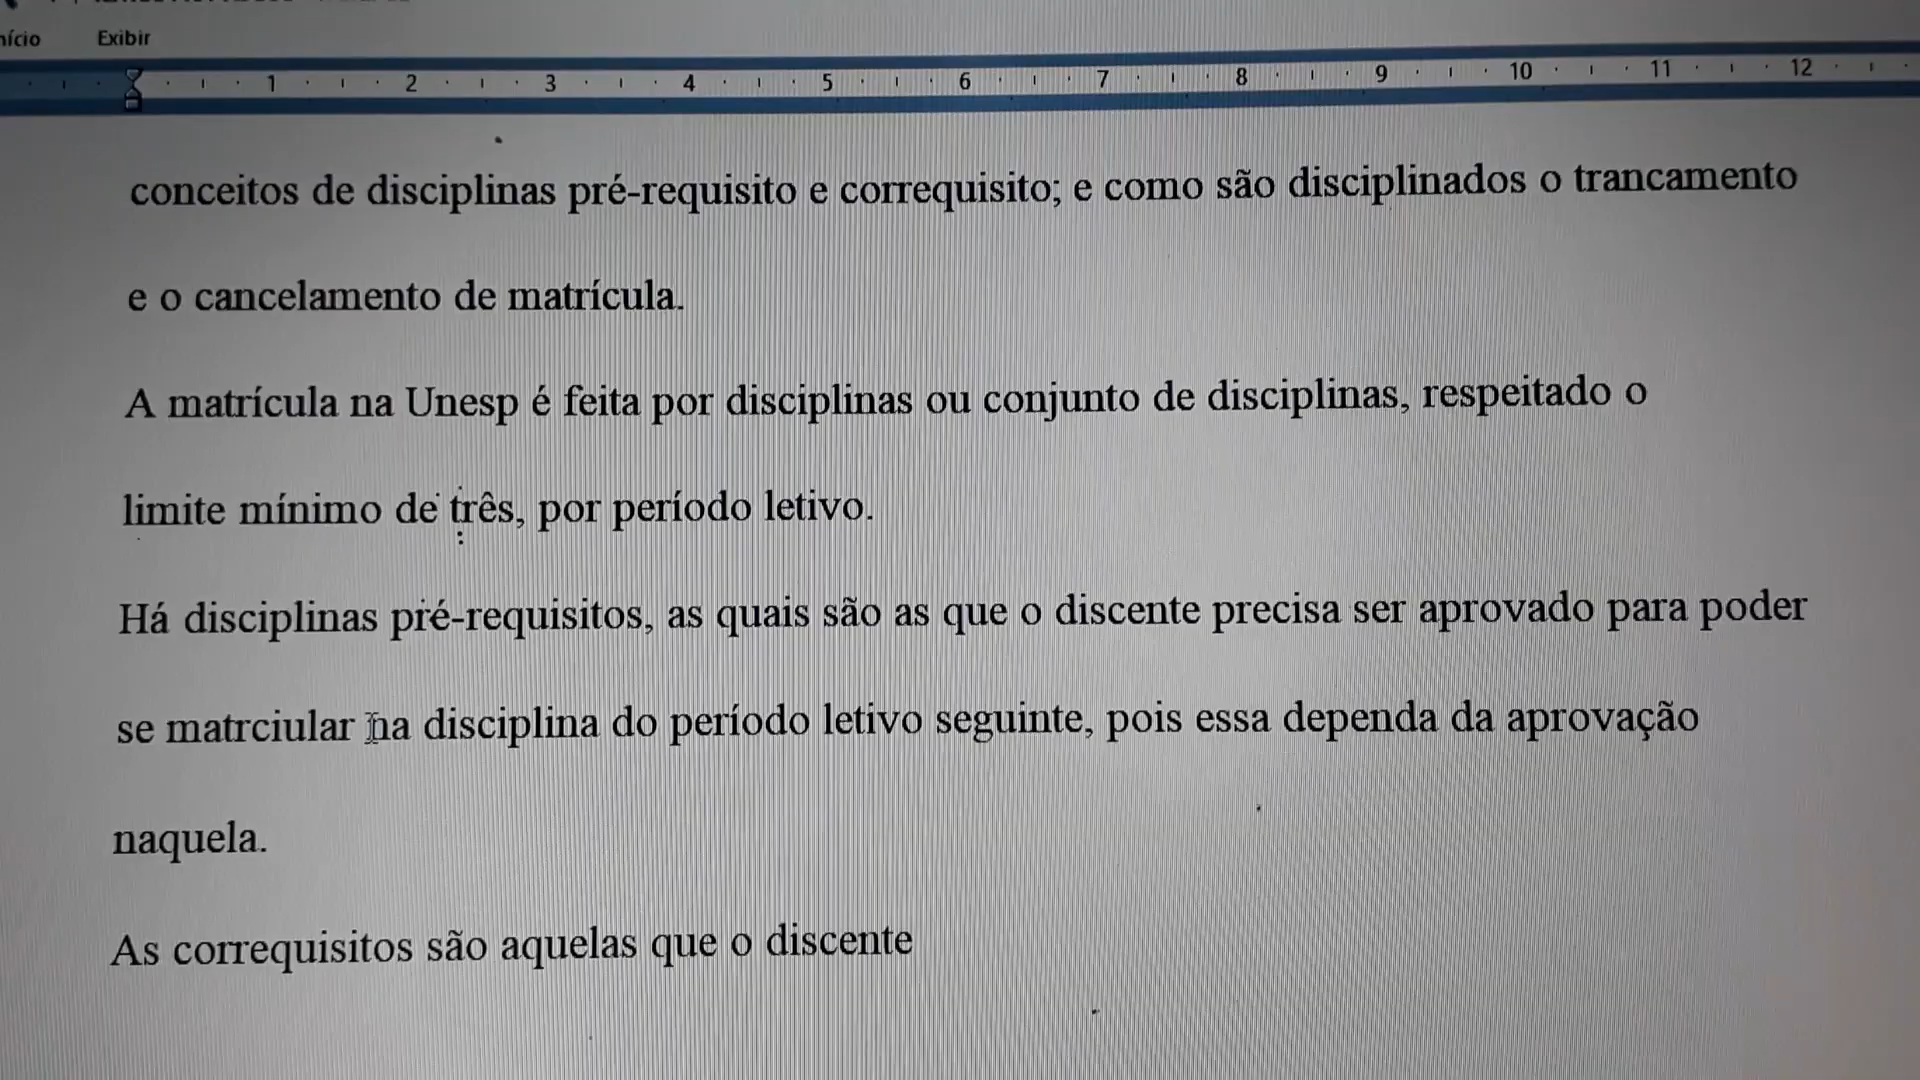 Exibir
1 2 3 4 5 6 7 8 9 10 11 12
conceitos de disciplinas pré-requisito e correquisito; e como são disciplinados o trancamento
e o cancelamento de matrícula.
A matrícula na Unesp é feita por disciplinas ou conjunto de disciplinas, respeitado o
limite mínimo de três, por período letivo.
Há disciplinas pré-requisitos, as quais são as que o discente precisa ser aprovado para poder
se matrciular na disciplina do período letivo seguinte, pois essa dependa da aprovação
naquela.
As correquisitos são aquelas que o discente